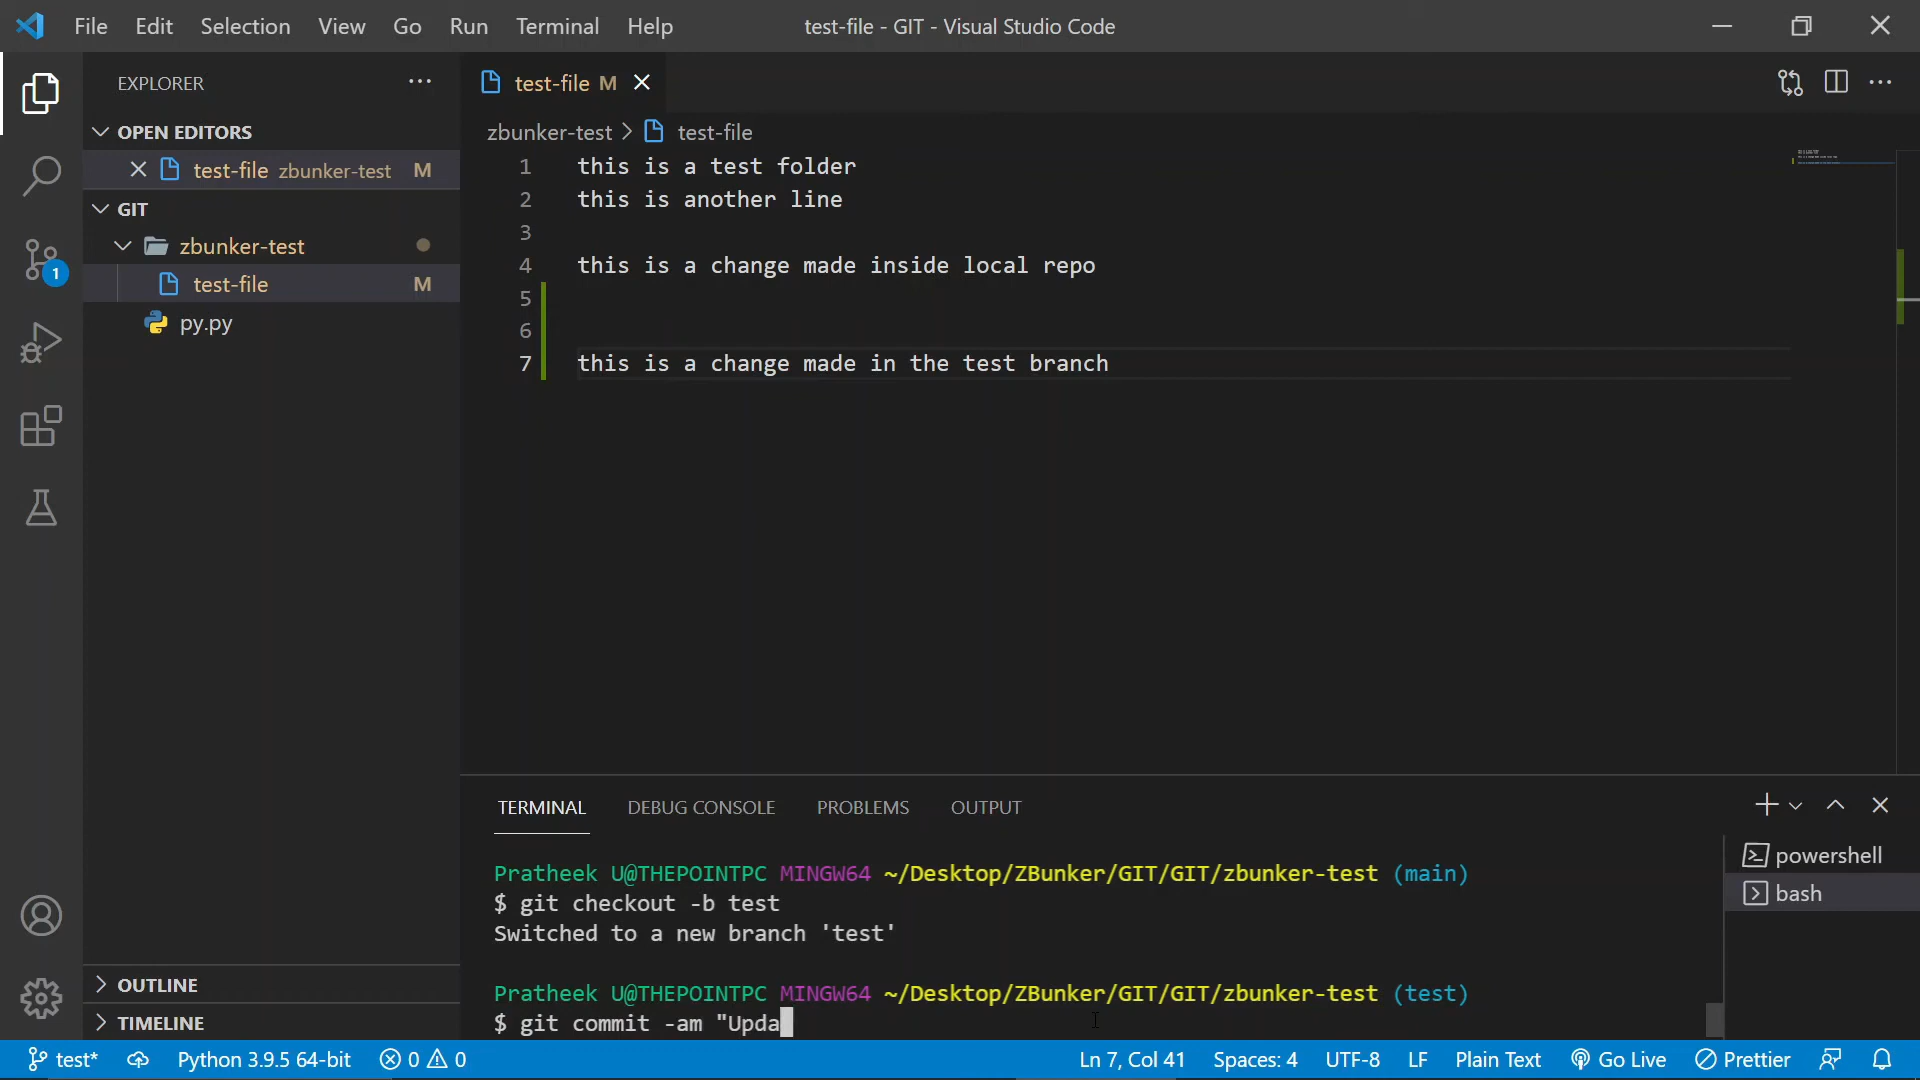 File Edit Selection View Go Run Terminal Help
test-file - GIT - Visual Studio Code
EXPLORER
OPEN EDITORS
test-file zbunker-test M
GIT
zbunker-test
test-file M
py.py
OUTLINE
TIMELINE
1
test-file M
zbunker-test > test-file
1 this is a test folder
2 this is another line
3
4 this is a change made inside local repo
5
6
7 this is a change made in the test branch
TERMINAL DEBUG CONSOLE PROBLEMS OUTPUT
Pratheek U@THEPOINTPC MINGW64 ~/Desktop/ZBunker/GIT/GIT/zbunker-test (main)
$ git checkout -b test
Switched to a new branch 'test'
Pratheek U@THEPOINTPC MINGW64 ~/Desktop/ZBunker/GIT/GIT/zbunker-test (test)
$ git commit -am "Upda
powershell
bash
test* Python 3.9.5 64-bit 0 0 Ln 7, Col 41 Spaces: 4 UTF-8 LF Plain Text Go Live Prettier